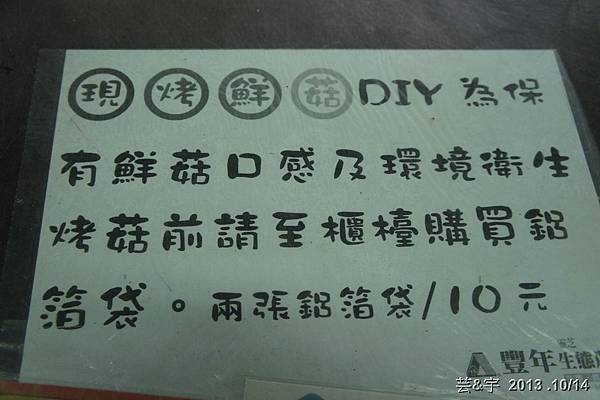 現烤鮮菇DIY 為保
有鮮菇口感及環境衛生
烤菇前請至櫃檯購買鋁
箔袋。兩張鋁箔袋/10元
靈芝
豐年生態
芸&宇 2013.10/14